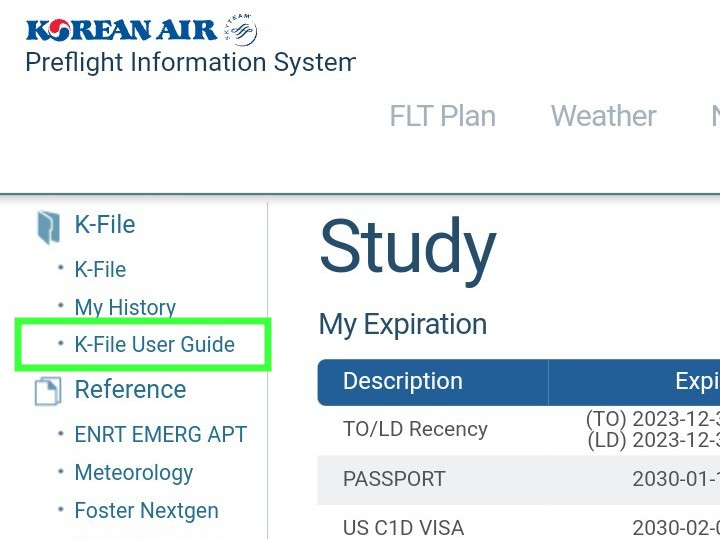 KOREAN AIR
SKYTEAM
Preflight Information System
FLT Plan Weather
K-File
K-File
My History
K-File User Guide
Reference
ENRT EMERG APT
Meteorology
Foster Nextgen
Study
My Expiration
Description Expi
TO/LD Recency (TO) 2023-12-3
(LD) 2023-12-3
PASSPORT 2030-01-1
US C1D VISA 2030-02-0